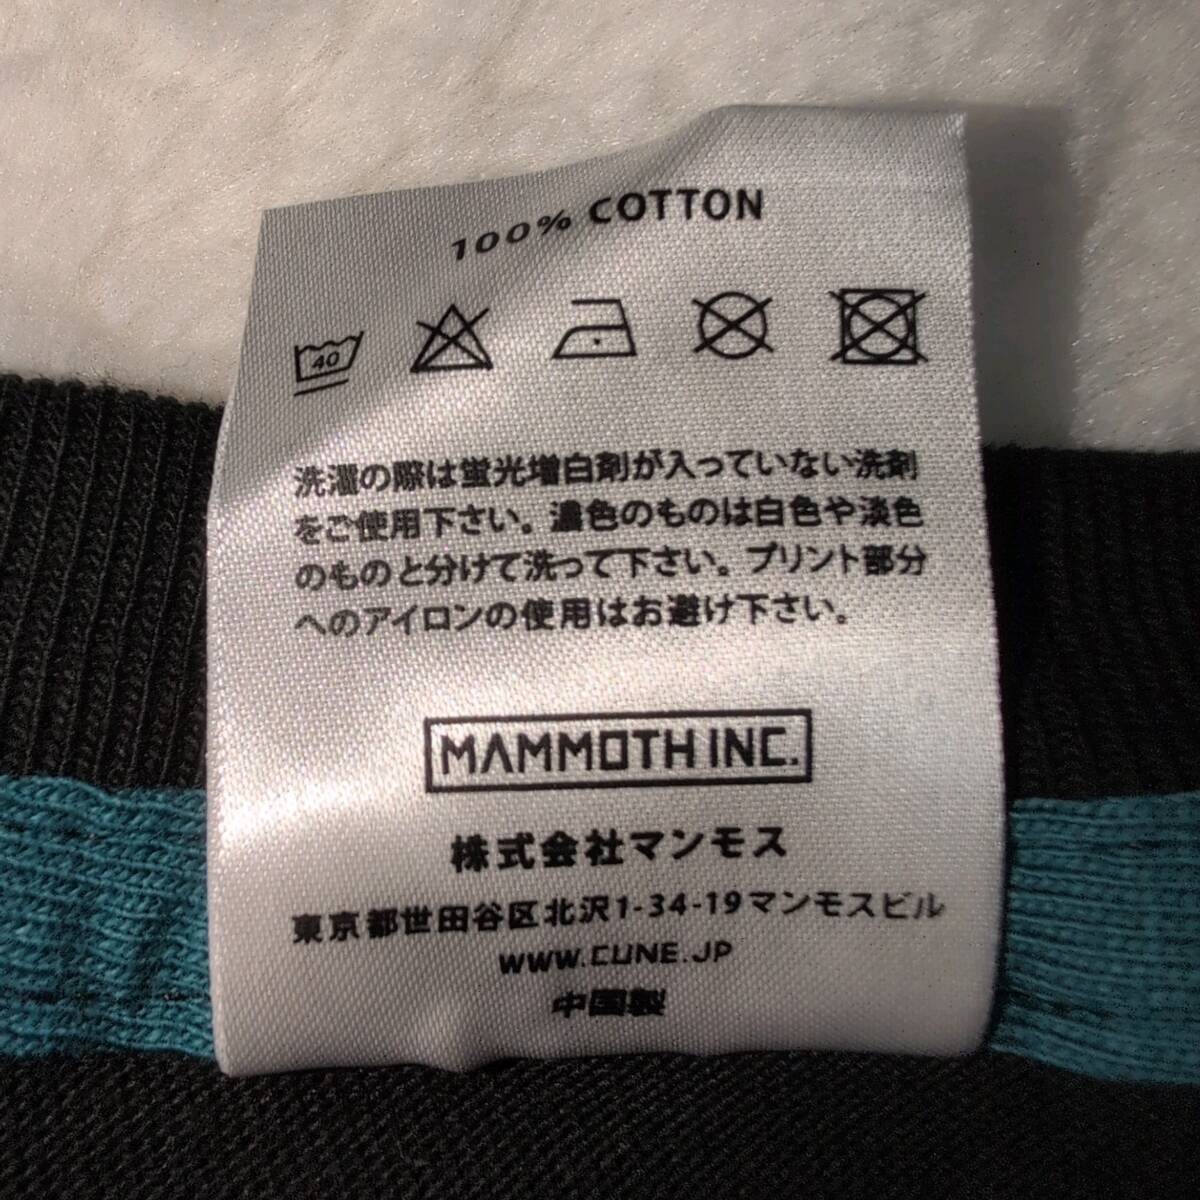 100% COTTON
40
洗濯の際は蛍光増白剤が入っていない洗剤
をご使用下さい。濃色のものは白色や淡色
のものと分けて洗って下さい。プリント部分
へのアイロンの使用はお避け下さい。
MAMMOTH INC.
株式会社マンモス
東京都世田谷区北沢1-34-19マンモスビル
WWW.CUNE.JP
中国製